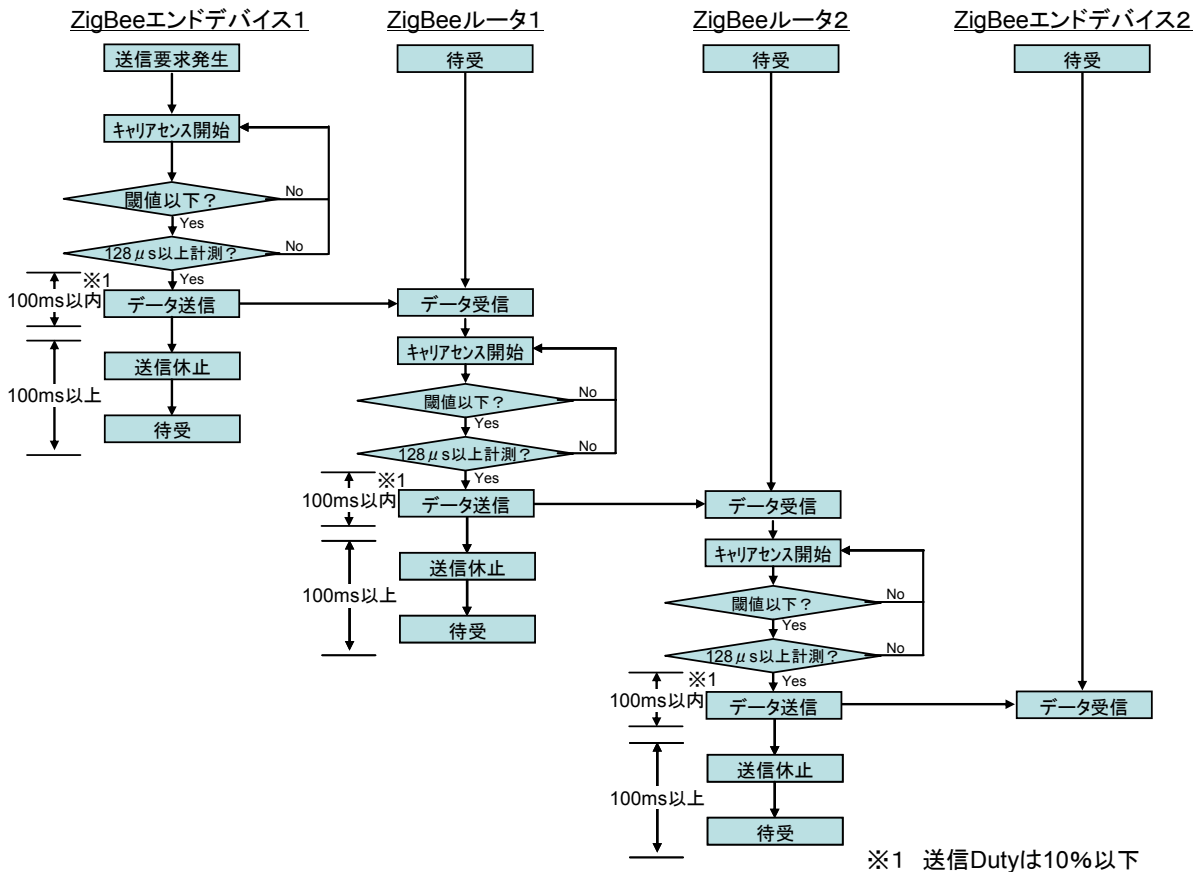 ZigBeeエンドデバイス1
ZigBeeルータ1
ZigBeeルータ2
ZigBeeエンドデバイス2
送信要求発生
待受
待受
待受
キャリアセンス開始
閾値以下?
No
Yes
128μs以上計測?
No
Yes
※1
100ms以内
データ送信
データ受信
100ms以上
送信休止
待受
キャリアセンス開始
閾値以下?
No
Yes
128μs以上計測?
No
Yes
※1
100ms以内
データ送信
データ受信
100ms以上
送信休止
待受
キャリアセンス開始
閾値以下?
No
Yes
128μs以上計測?
No
Yes
※1
100ms以内
データ送信
データ受信
100ms以上
送信休止
待受
※1 送信Dutyは10%以下